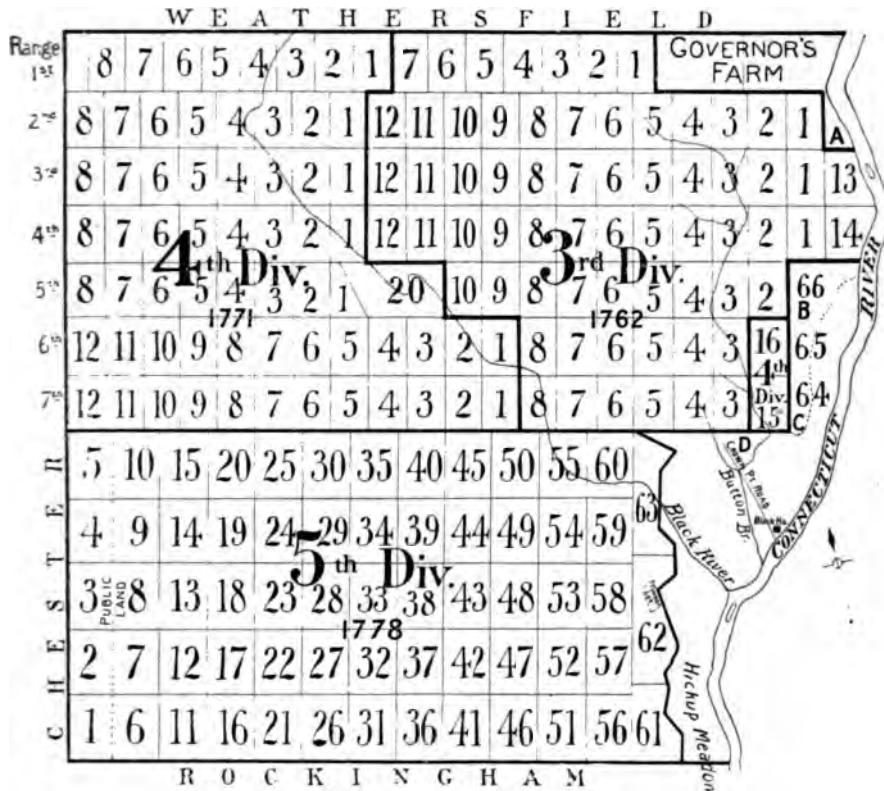 WEATHERSFIELD
Range
1st 8 7 6 5 4 3 2 1 7 6 5 4 3 2 1 GOVERNOR'S FARM
2nd 8 7 6 5 4 3 2 1 12 11 10 9 8 7 6 5 4 3 2 1 A
3rd 8 7 6 5 4 3 2 1 12 11 10 9 8 7 6 5 4 3 2 1 13
4th 8 7 6 5 4 3 2 1 12 11 10 9 8 7 6 5 4 3 2 1 14
4th Div. 3rd Div.
5th 8 7 6 5 4 3 2 1 20 10 9 8 7 6 5 4 3 2 66 B
1771 1762
6th 12 11 10 9 8 7 6 5 4 3 2 1 8 7 6 5 4 3 16 65
4th
Div.
7th 12 11 10 9 8 7 6 5 4 3 2 1 8 7 6 5 4 3 15 64 C
RIVER
CONNECTICUT
D
Crown Pt. Road
Button Br.
Black River
CHESTER
5 10 15 20 25 30 35 40 45 50 55 60
63
4 9 14 19 24 29 34 39 44 49 54 59
5th Div.
3 PUBLIC LAND 8 13 18 23 28 33 38 43 48 53 58
1778
62
2 7 12 17 22 27 32 37 42 47 52 57
1 6 11 16 21 26 31 36 41 46 51 56 61
Hichup Meadon
ROCKINGHAM